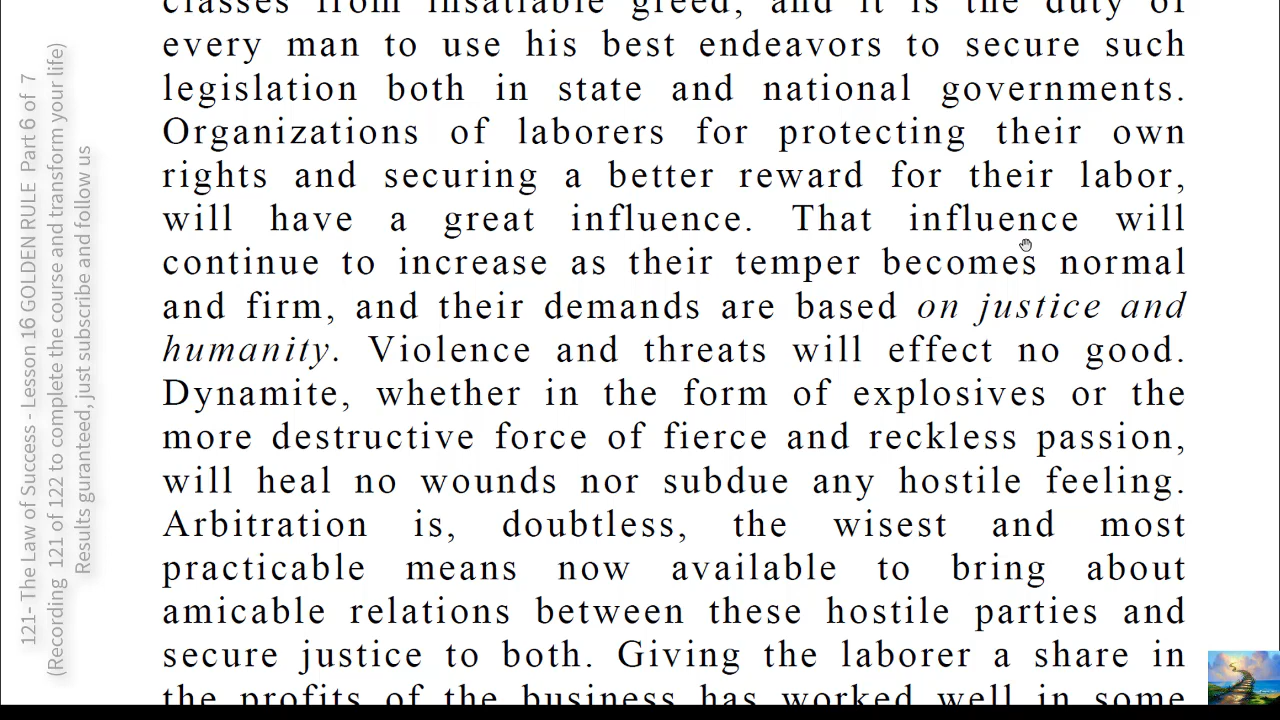 classes from insatiable greed, and it is the duty of
every man to use his best endeavors to secure such
legislation both in state and national governments.
Organizations of laborers for protecting their own
rights and securing a better reward for their labor,
will have a great influence. That influence will
continue to increase as their temper becomes normal
and firm, and their demands are based on justice and
humanity. Violence and threats will effect no good.
Dynamite, whether in the form of explosives or the
more destructive force of fierce and reckless passion,
will heal no wounds nor subdue any hostile feeling.
Arbitration is, doubtless, the wisest and most
practicable means now available to bring about
amicable relations between these hostile parties and
secure justice to both. Giving the laborer a share in
the profits of the business has worked well in some
121- The Law of Success - Lesson 16 GOLDEN RULE Part 6 of 7
(Recording 121 of 122 to complete the course and transform your life)
Results guranteed, just subscribe and follow us